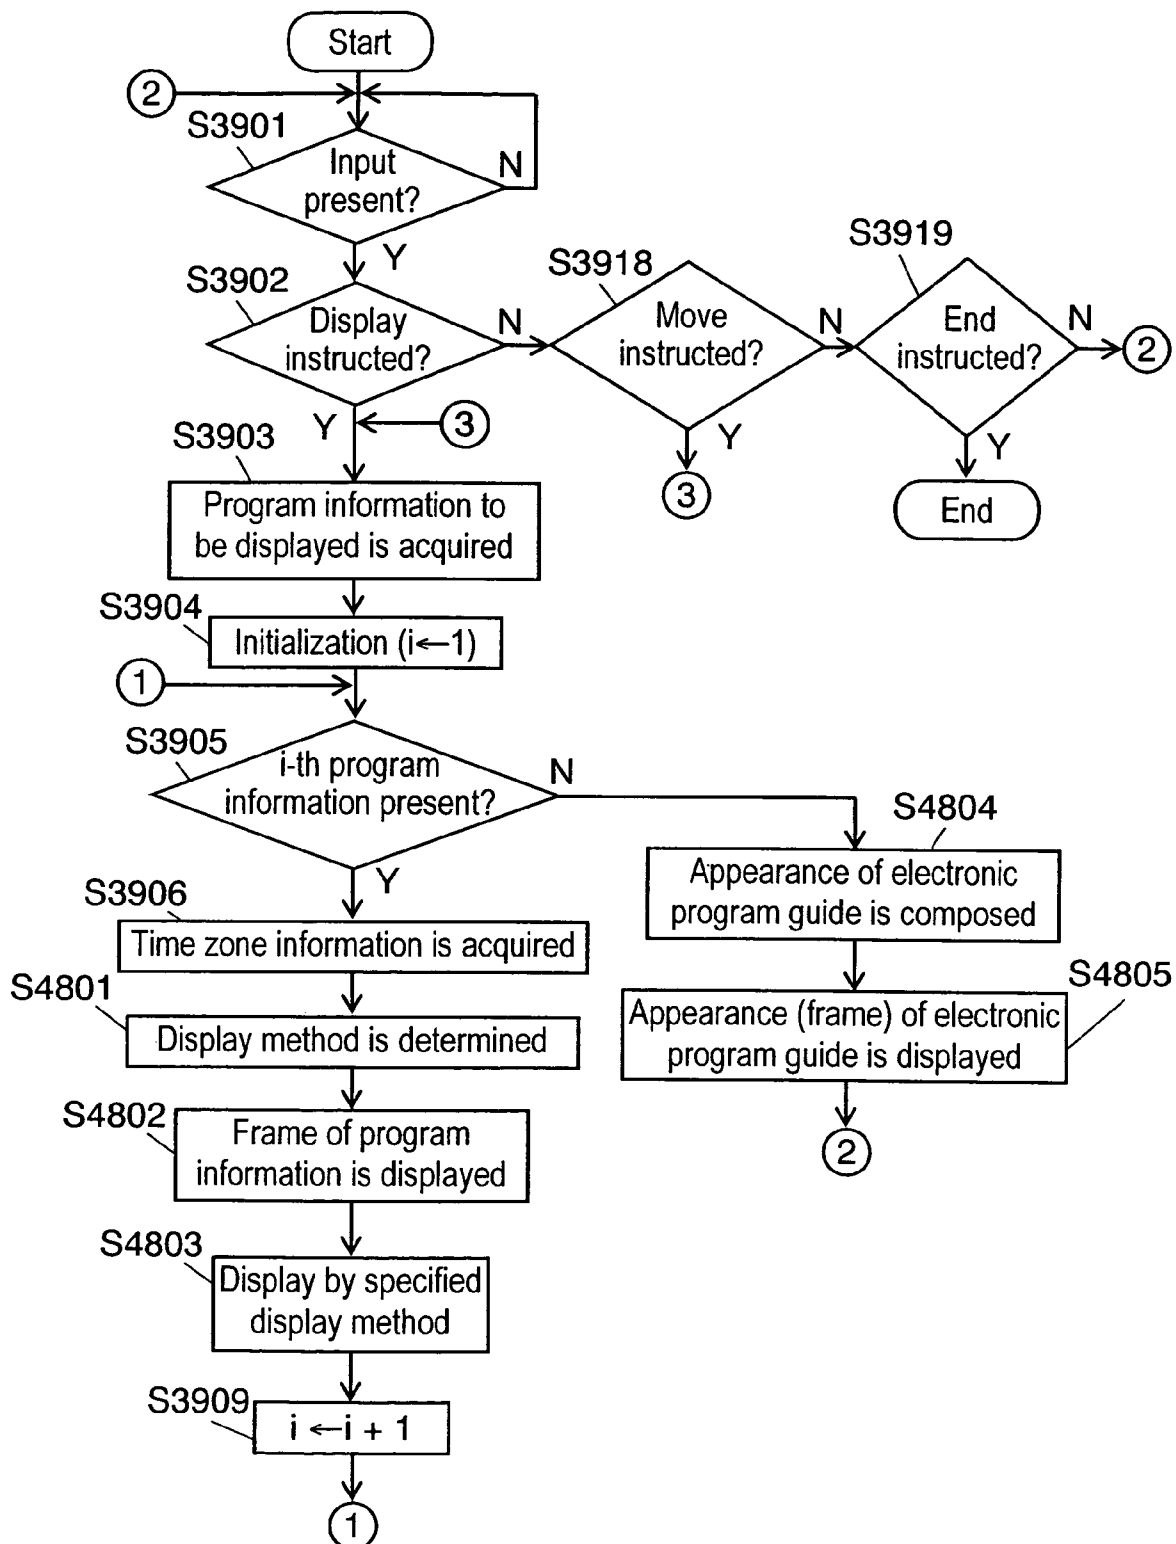 Start
2
S3901
Input
present?
N
Y
S3902
Display
instructed?
N
Y
S3918
Move
instructed?
N
Y
3
S3919
End
instructed?
N
2
Y
End
3
S3903
Program information to
be displayed is acquired
S3904
Initialization (i←1)
1
S3905
i-th program
information present?
N
Y
S3906
Time zone information is acquired
S4801
Display method is determined
S4802
Frame of program
information is displayed
S4803
Display by specified
display method
S3909
i ← i + 1
1
S4804
Appearance of electronic
program guide is composed
S4805
Appearance (frame) of electronic
program guide is displayed
2